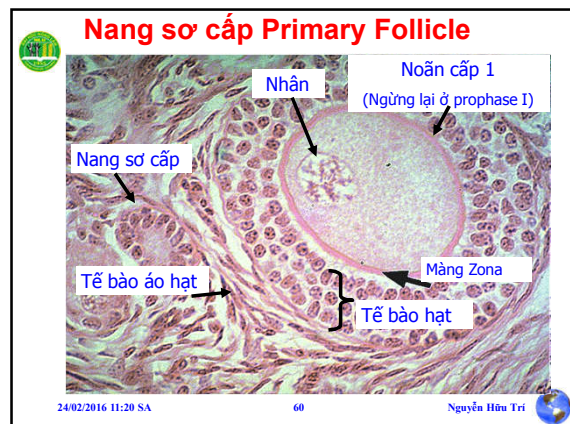 Nang sơ cấp Primary Follicle
Nhân
Noãn cấp 1
(Ngừng lại ở prophase I)
Nang sơ cấp
Màng Zona
Tế bào áo hạt
Tế bào hạt
24/02/2016 11:20 SA
60
Nguyễn Hữu Trí